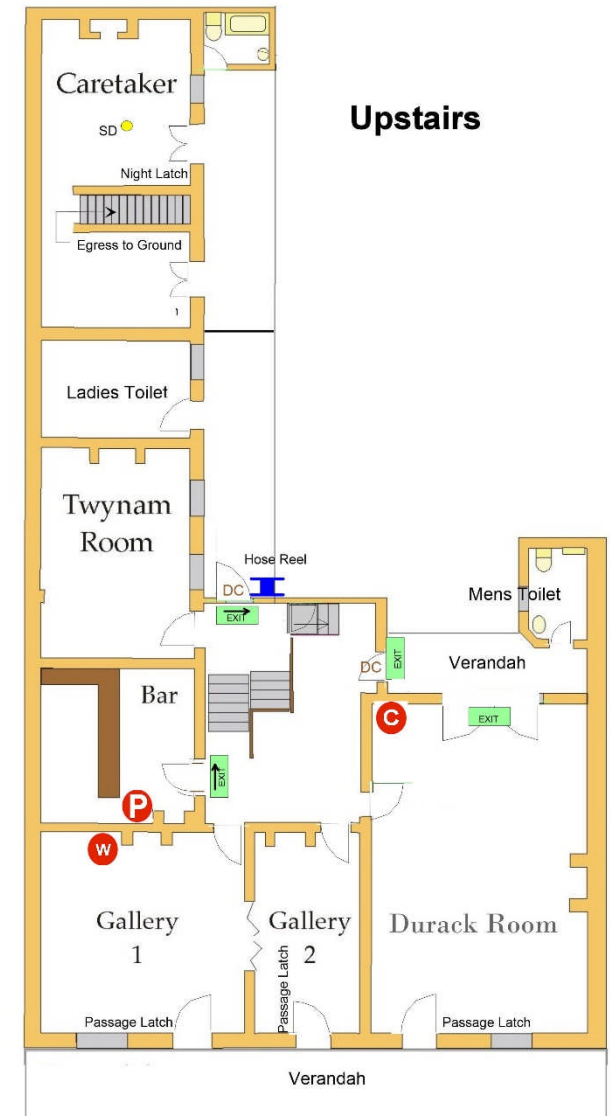 Upstairs
Caretaker
SD
Night Latch
Egress to Ground
Ladies Toilet
Twynam
Room
Hose Reel
DC
EXIT
Mens Toilet
DC
EXIT
Verandah
Bar
C
EXIT
EXIT
P
W
Gallery
1
Gallery
2
Durack Room
Passage Latch
Passage Latch
Passage Latch
Verandah